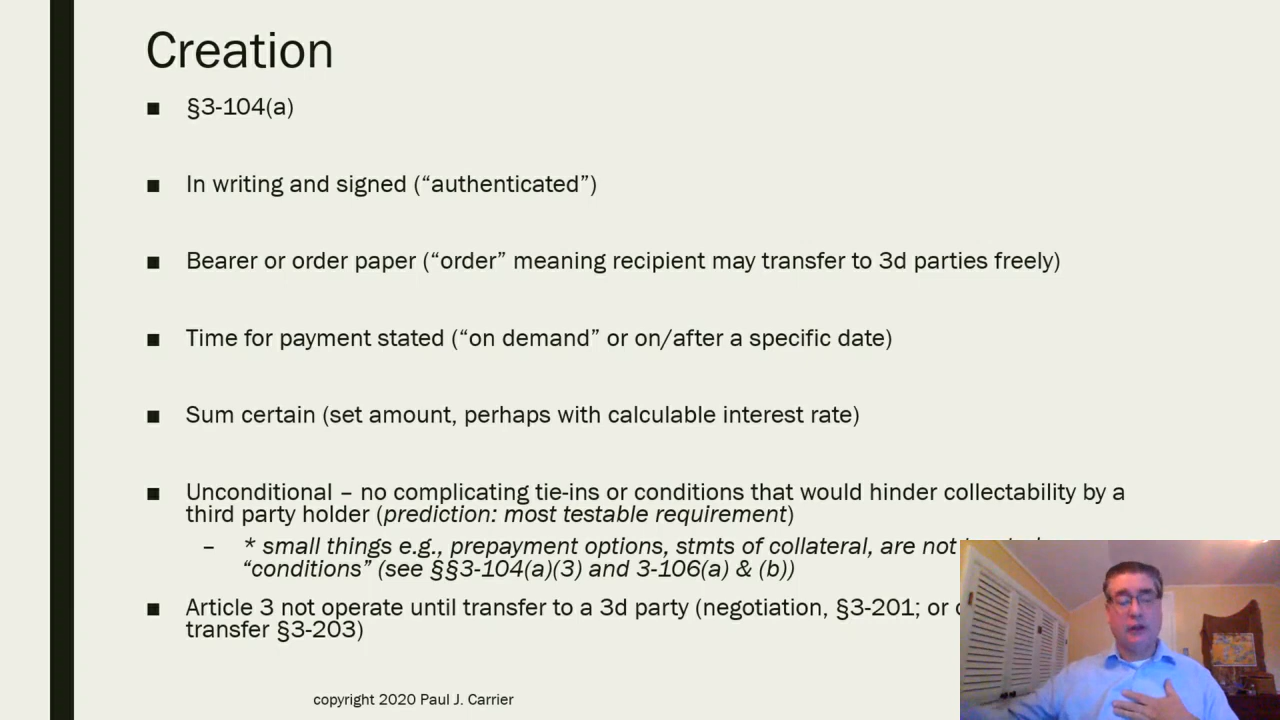 Creation
■ §3-104(a)
■ In writing and signed (“authenticated”)
■ Bearer or order paper (“order” meaning recipient may transfer to 3d parties freely)
■ Time for payment stated (“on demand” or on/after a specific date)
■ Sum certain (set amount, perhaps with calculable interest rate)
■ Unconditional – no complicating tie-ins or conditions that would hinder collectability by a
third party holder (prediction: most testable requirement)
– * small things e.g., prepayment options, stmts of collateral, are not
“conditions” (see §§3-104(a)(3) and 3-106(a) & (b))
■ Article 3 not operate until transfer to a 3d party (negotiation, §3-201; or
transfer §3-203)
copyright 2020 Paul J. Carrier